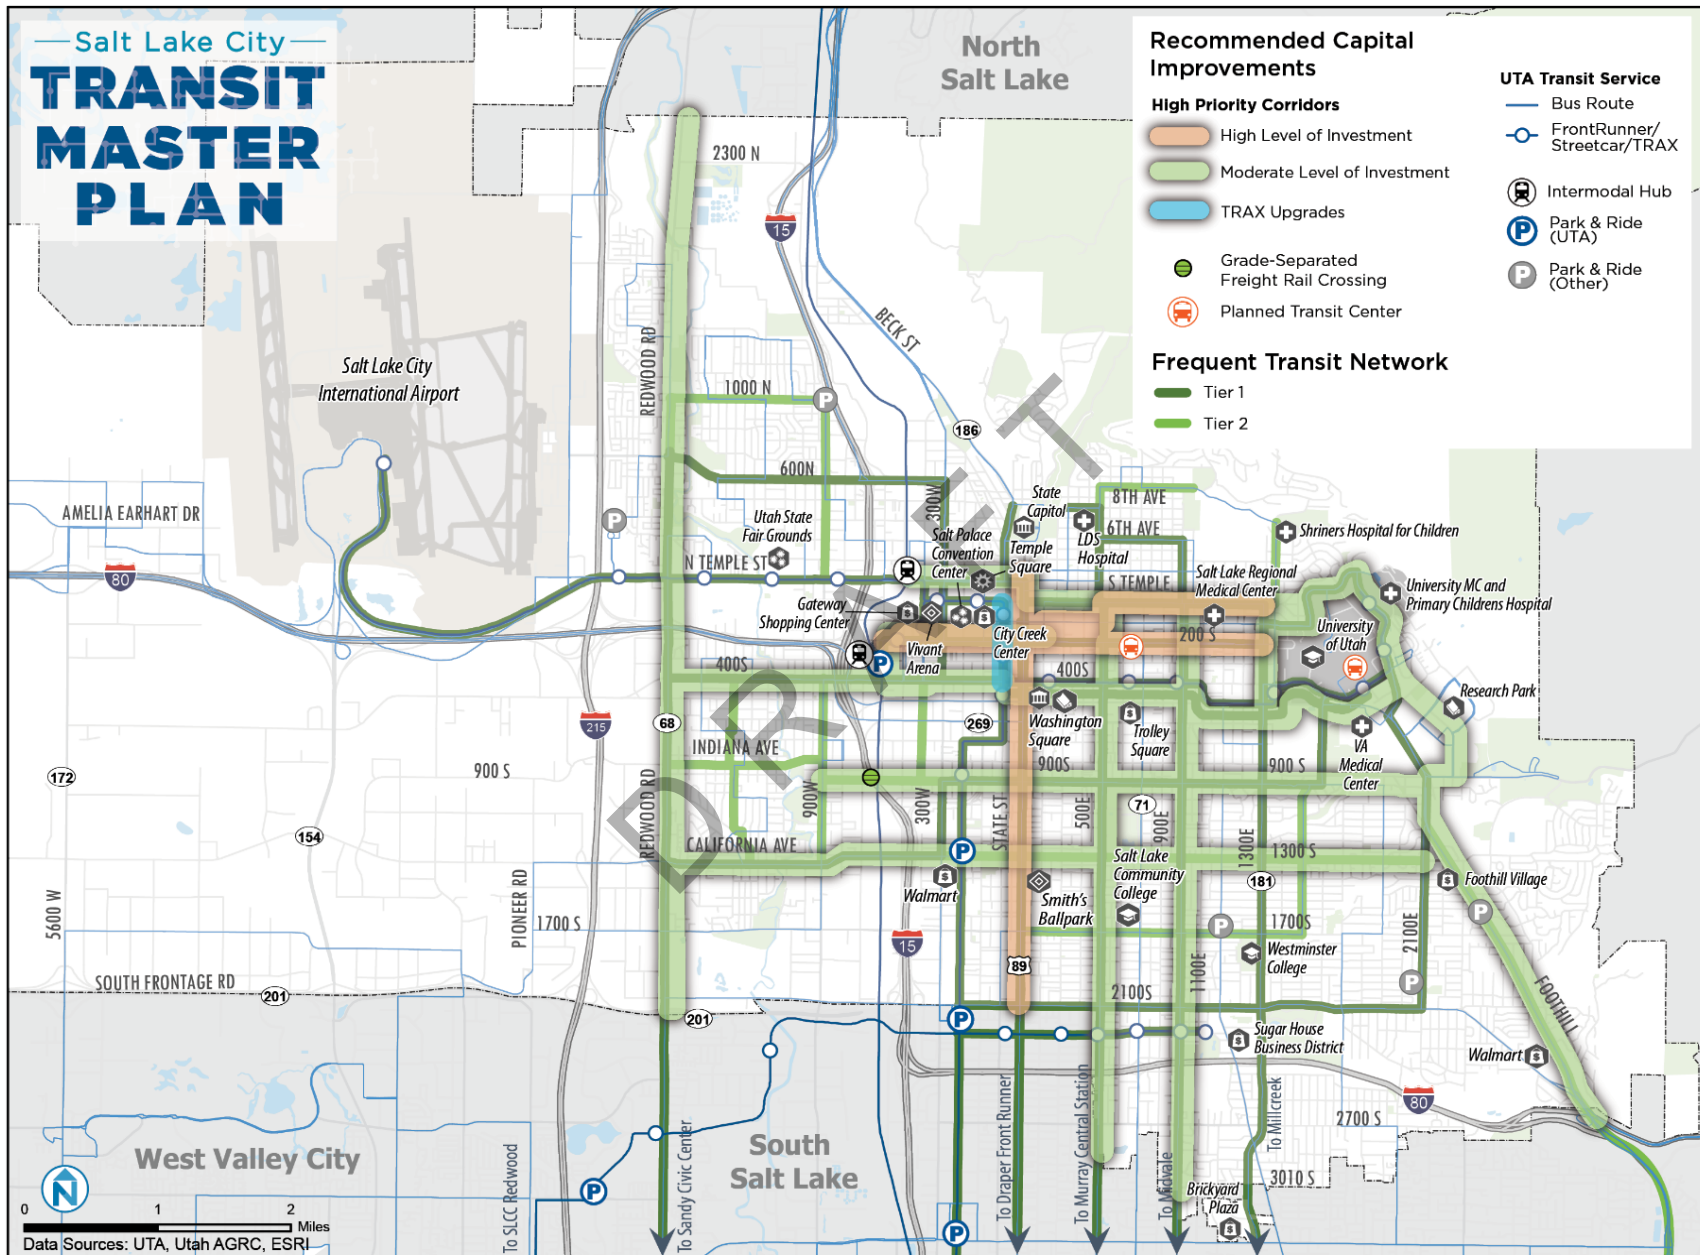 Salt Lake City
TRANSIT
MASTER
PLAN
North
Salt Lake
Recommended Capital
Improvements
High Priority Corridors
High Level of Investment
Moderate Level of Investment
TRAX Upgrades
Grade-Separated
Freight Rail Crossing
Planned Transit Center
Frequent Transit Network
Tier 1
Tier 2
UTA Transit Service
Bus Route
FrontRunner/
Streetcar/TRAX
Intermodal Hub
P
Park & Ride
(UTA)
P
Park & Ride
(Other)
2300 N
15
BECK ST
REDWOOD RD
Salt Lake City
International Airport
1000 N
P
186
DRAFT
600N
300W
State
Capitol
8TH AVE
6TH AVE
LDS
Hospital
Shriners Hospital for Children
AMELIA EARHART DR
P
Utah State
Fair Grounds
Salt Palace
Convention
Center
Temple
Square
80
N TEMPLE ST
S TEMPLE
Salt Lake Regional
Medical Center
University MC and
Primary Childrens Hospital
Gateway
Shopping Center
Vivant
Arena
City Creek
Center
200 S
University
of Utah
P
400S
400S
Research Park
68
215
269
Washington
Square
Trolley
Square
VA
Medical
Center
INDIANA AVE
172
900 S
900S
900 S
REDWOOD RD
900W
300W
STATE ST
500E
71
900E
1300E
154
CALIFORNIA AVE
1300 S
P
Walmart
Smith's
Ballpark
Salt Lake
Community
College
181
Foothill Village
5600 W
PIONEER RD
1700 S
15
P
1700S
P
2100E
Westminster
College
89
1100E
SOUTH FRONTAGE RD
201
201
P
2100S
P
FOOTHILL
Sugar House
Business District
Walmart
80
2700 S
West Valley City
South
Salt Lake
To SLCC Redwood
To Sandy Civic Center
To Draper Front Runner
To Murray Central Station
To Midvale
To Millcreek
3010 S
Brickyard
Plaza
P
P
N
0 1 2
Miles
Data Sources: UTA, Utah AGRC, ESRI